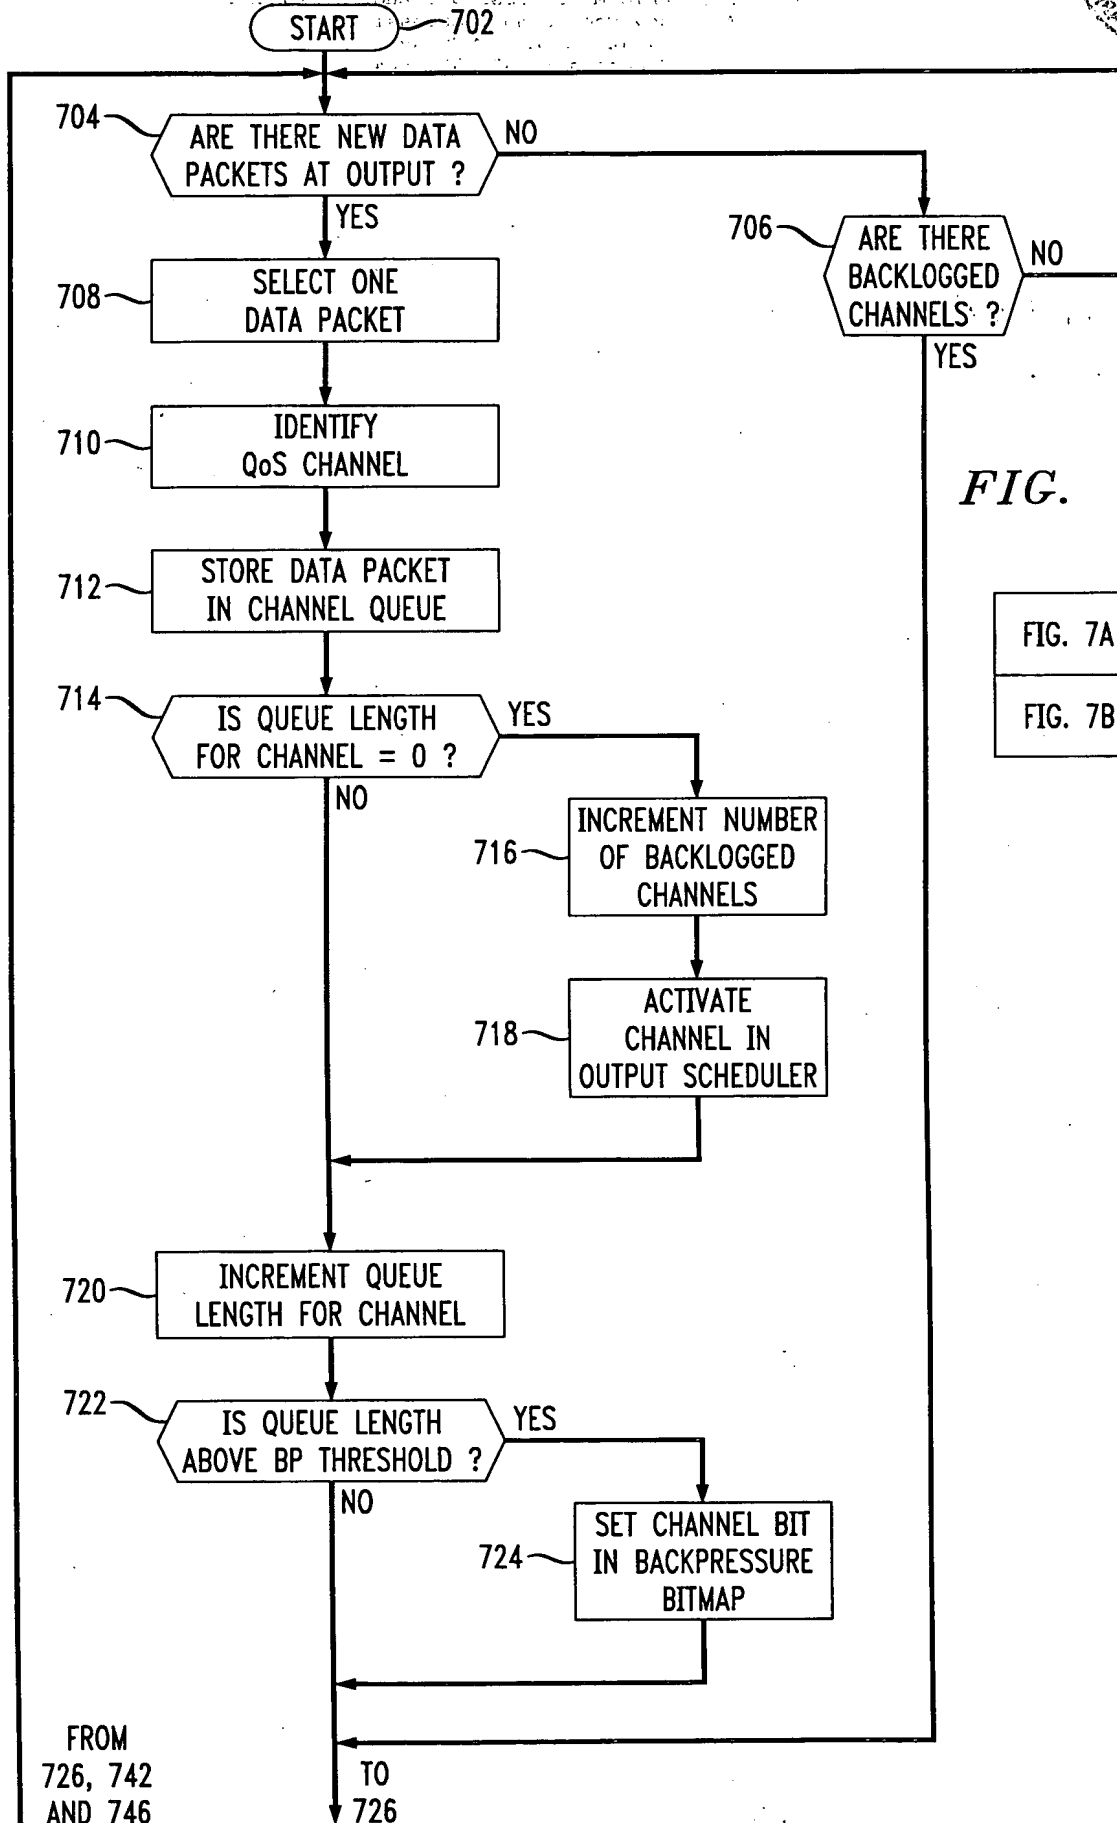 START
702
704
ARE THERE NEW DATA
PACKETS AT OUTPUT ?
NO
YES
706
ARE THERE
BACKLOGGED
CHANNELS ?
NO
YES
708
SELECT ONE
DATA PACKET
710
IDENTIFY
QoS CHANNEL
FIG.
712
STORE DATA PACKET
IN CHANNEL QUEUE
FIG. 7A
FIG. 7B
714
IS QUEUE LENGTH
FOR CHANNEL = 0 ?
YES
NO
716
INCREMENT NUMBER
OF BACKLOGGED
CHANNELS
718
ACTIVATE
CHANNEL IN
OUTPUT SCHEDULER
720
INCREMENT QUEUE
LENGTH FOR CHANNEL
722
IS QUEUE LENGTH
ABOVE BP THRESHOLD ?
YES
NO
724
SET CHANNEL BIT
IN BACKPRESSURE
BITMAP
FROM
726, 742
AND 746
TO
726